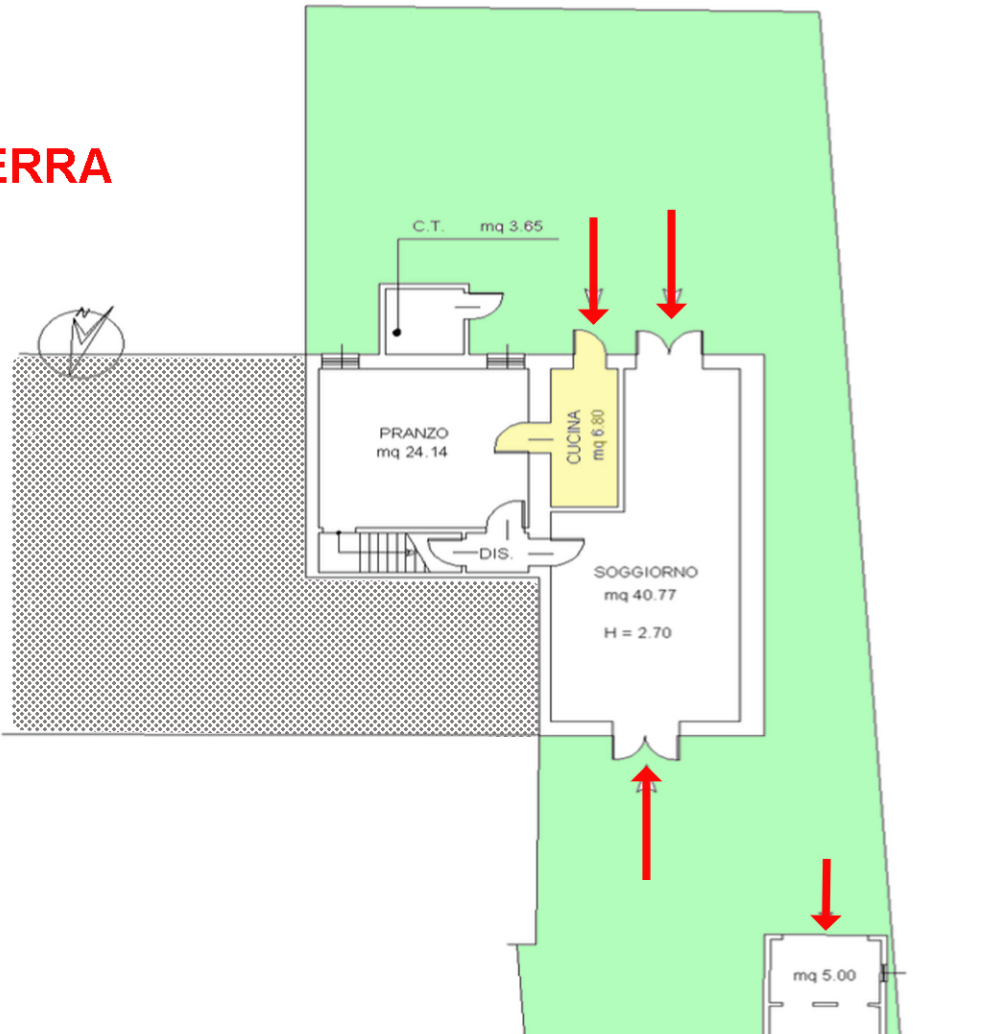 ERRA
C.T. mq 3.65
N
PRANZO
mq 24.14
CUCINA
mq 6.80
DIS.
SOGGIORNO
mq 40.77
H = 2.70
mq 5.00